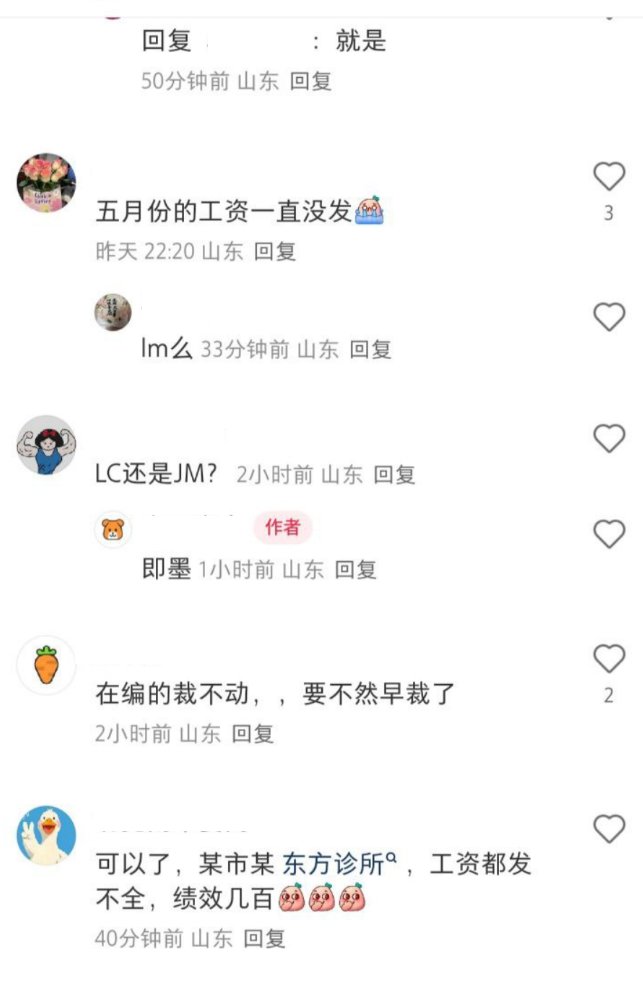 回复 ：就是
50分钟前 山东 回复
五月份的工资一直没发
昨天 22:20 山东 回复
lm么 33分钟前 山东 回复
3
LC还是JM？ 2小时前 山东 回复
作者
即墨 1小时前 山东 回复
在编的裁不动，，要不然早裁了
2小时前 山东 回复
2
可以了，某市某 东方诊所 ，工资都发
不全，绩效几百
40分钟前 山东 回复